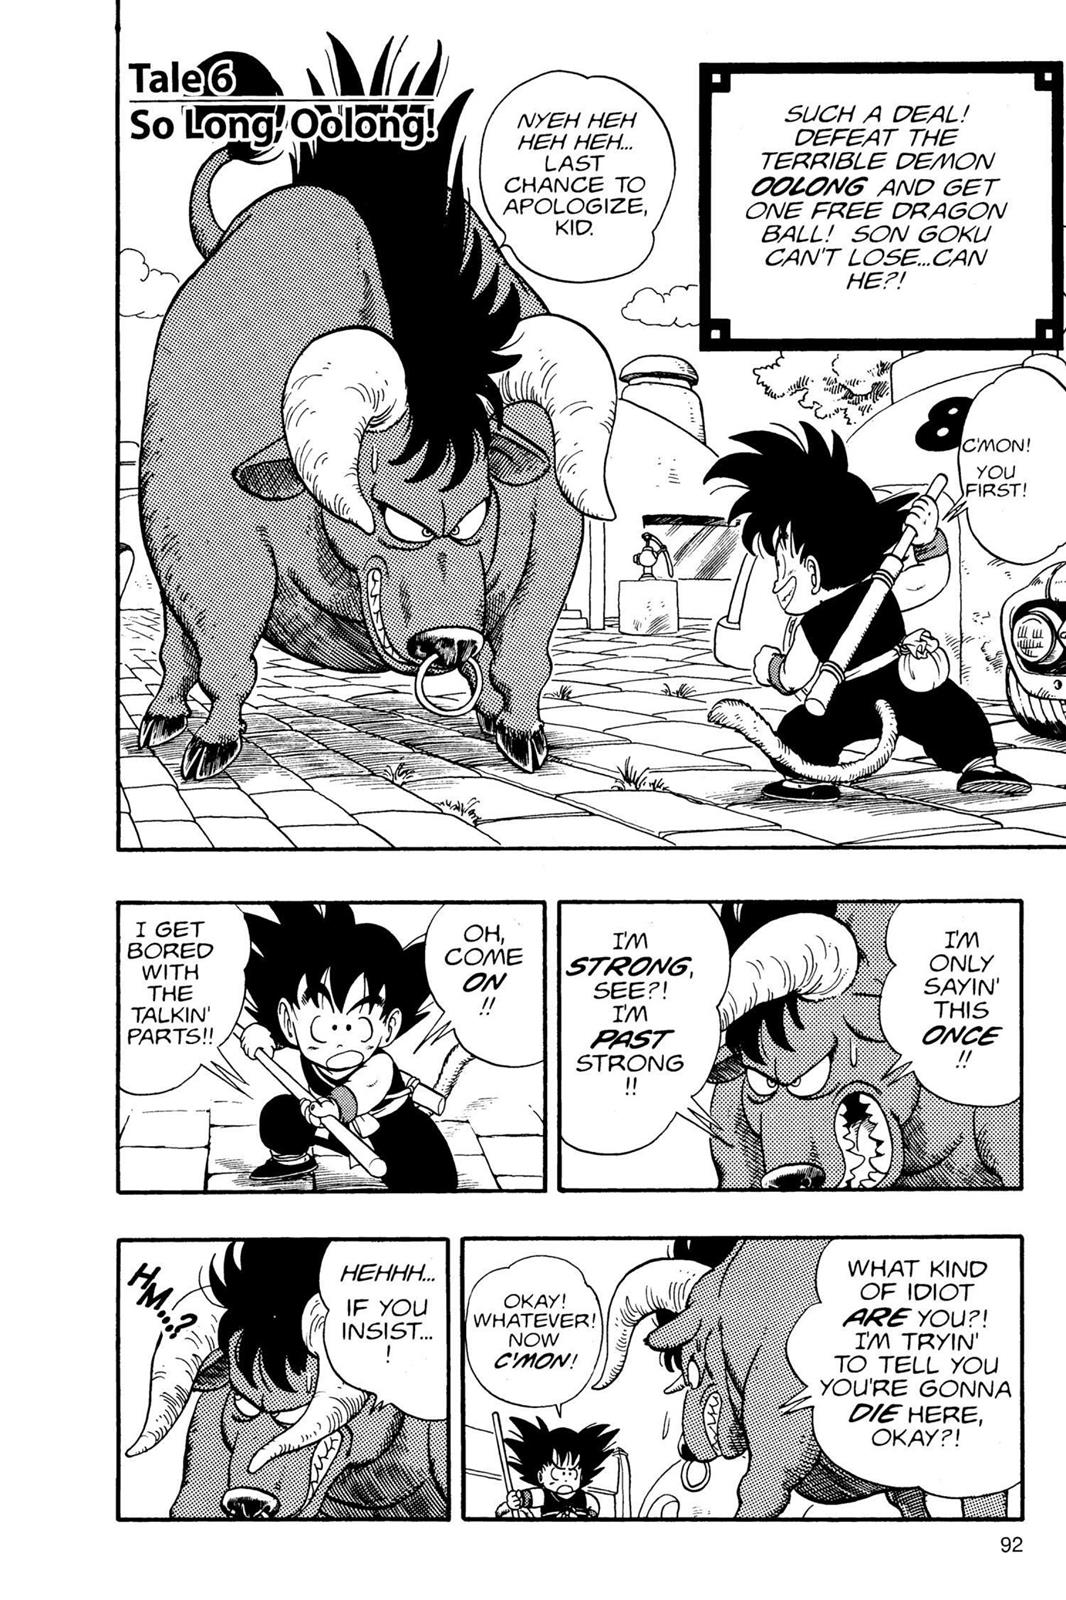 Tale 6
So Long, Oolong!
SUCH A DEAL!
DEFEAT THE
TERRIBLE DEMON
OOLONG AND GET
ONE FREE DRAGON
BALL! SON GOKU
CAN'T LOSE...CAN
HE?!
NYEH HEH
HEH HEH...
LAST
CHANCE TO
APOLOGIZE,
KID.
8
C'MON!
YOU
FIRST!
I'M
ONLY
SAYIN'
THIS
ONCE
!!
I'M
STRONG,
SEE?!
I'M
PAST
STRONG
!!
OH,
COME
ON
!!
I GET
BORED
WITH
THE
TALKIN'
PARTS!!
WHAT KIND
OF IDIOT
ARE YOU?!
I'M TRYIN'
TO TELL YOU
YOU'RE GONNA
DIE HERE,
OKAY?!
OKAY!
WHATEVER!
NOW
C'MON!
HEHHH...
IF YOU
INSIST...
!
HM...?
92